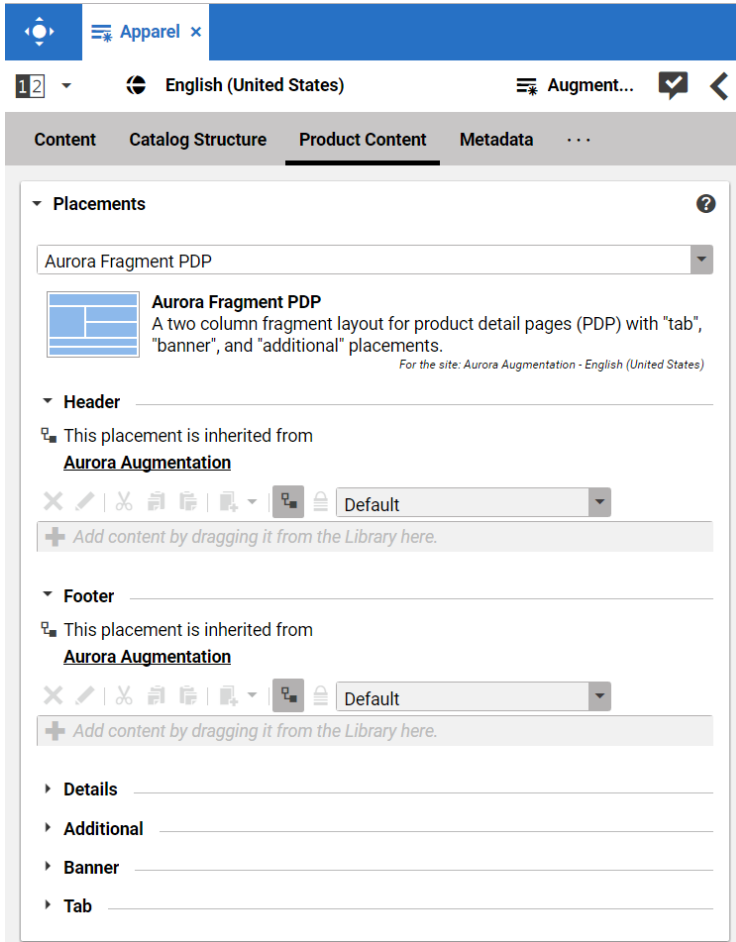 Apparel ×
12
English (United States)
Augment...
Content Catalog Structure Product Content Metadata ···
Placements
?
Aurora Fragment PDP
Aurora Fragment PDP
A two column fragment layout for product detail pages (PDP) with "tab",
"banner", and "additional" placements.
For the site: Aurora Augmentation - English (United States)
Header
This placement is inherited from
Aurora Augmentation
Default
Add content by dragging it from the Library here.
Footer
This placement is inherited from
Aurora Augmentation
Default
Add content by dragging it from the Library here.
Details
Additional
Banner
Tab